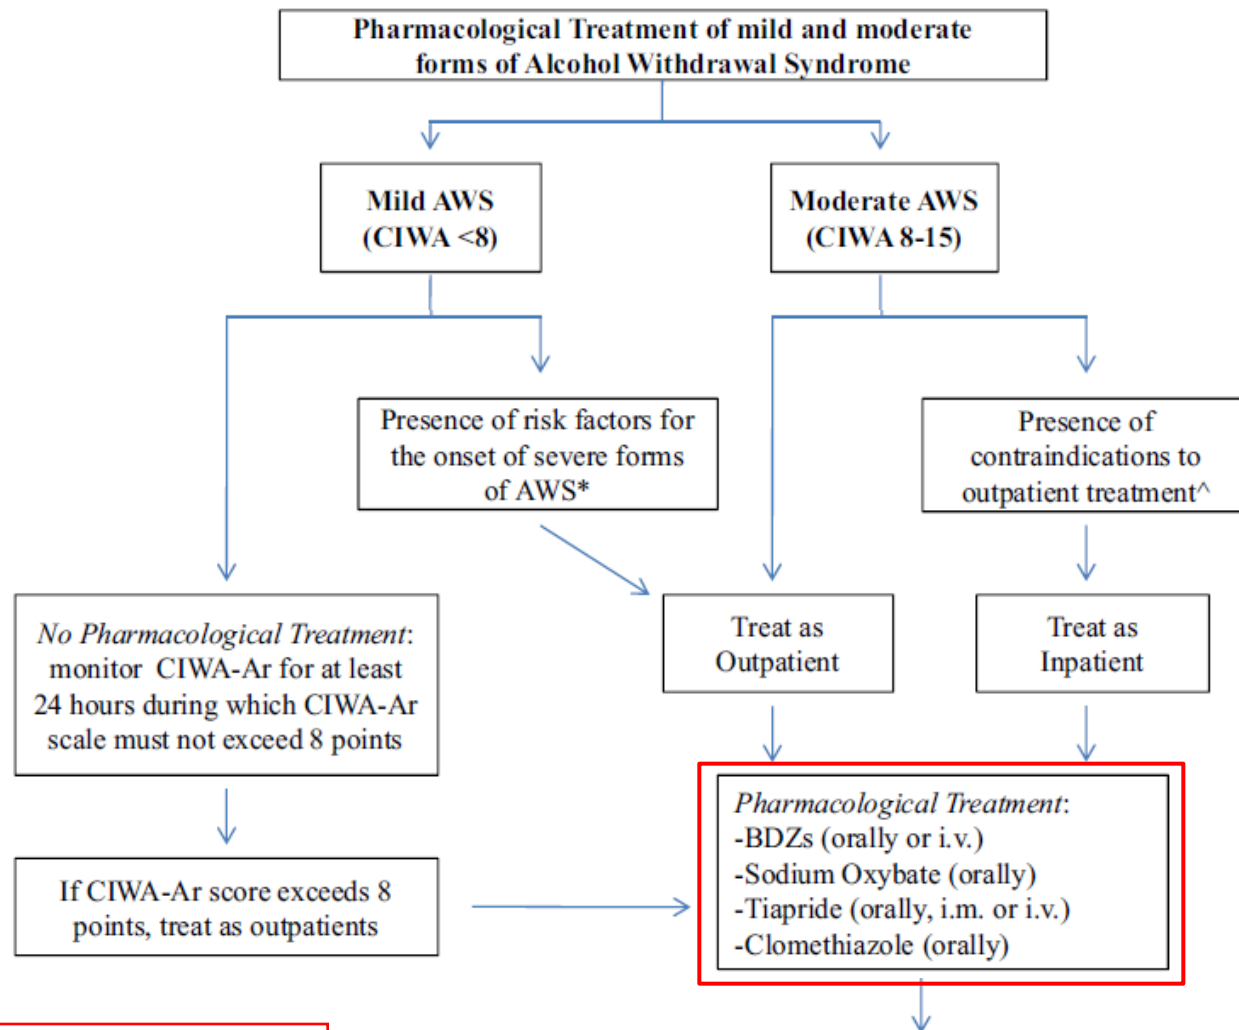 Pharmacological Treatment of mild and moderate
forms of Alcohol Withdrawal Syndrome
Mild AWS
(CIWA <8)
Moderate AWS
(CIWA 8-15)
Presence of risk factors for
the onset of severe forms
of AWS*
Presence of
contraindications to
outpatient treatment^
No Pharmacological Treatment:
monitor CIWA-Ar for at least
24 hours during which CIWA-Ar
scale must not exceed 8 points
Treat as
Outpatient
Treat as
Inpatient
If CIWA-Ar score exceeds 8
points, treat as outpatients
Pharmacological Treatment:
-BDZs (orally or i.v.)
-Sodium Oxybate (orally)
-Tiapride (orally, i.m. or i.v.)
-Clomethiazole (orally)